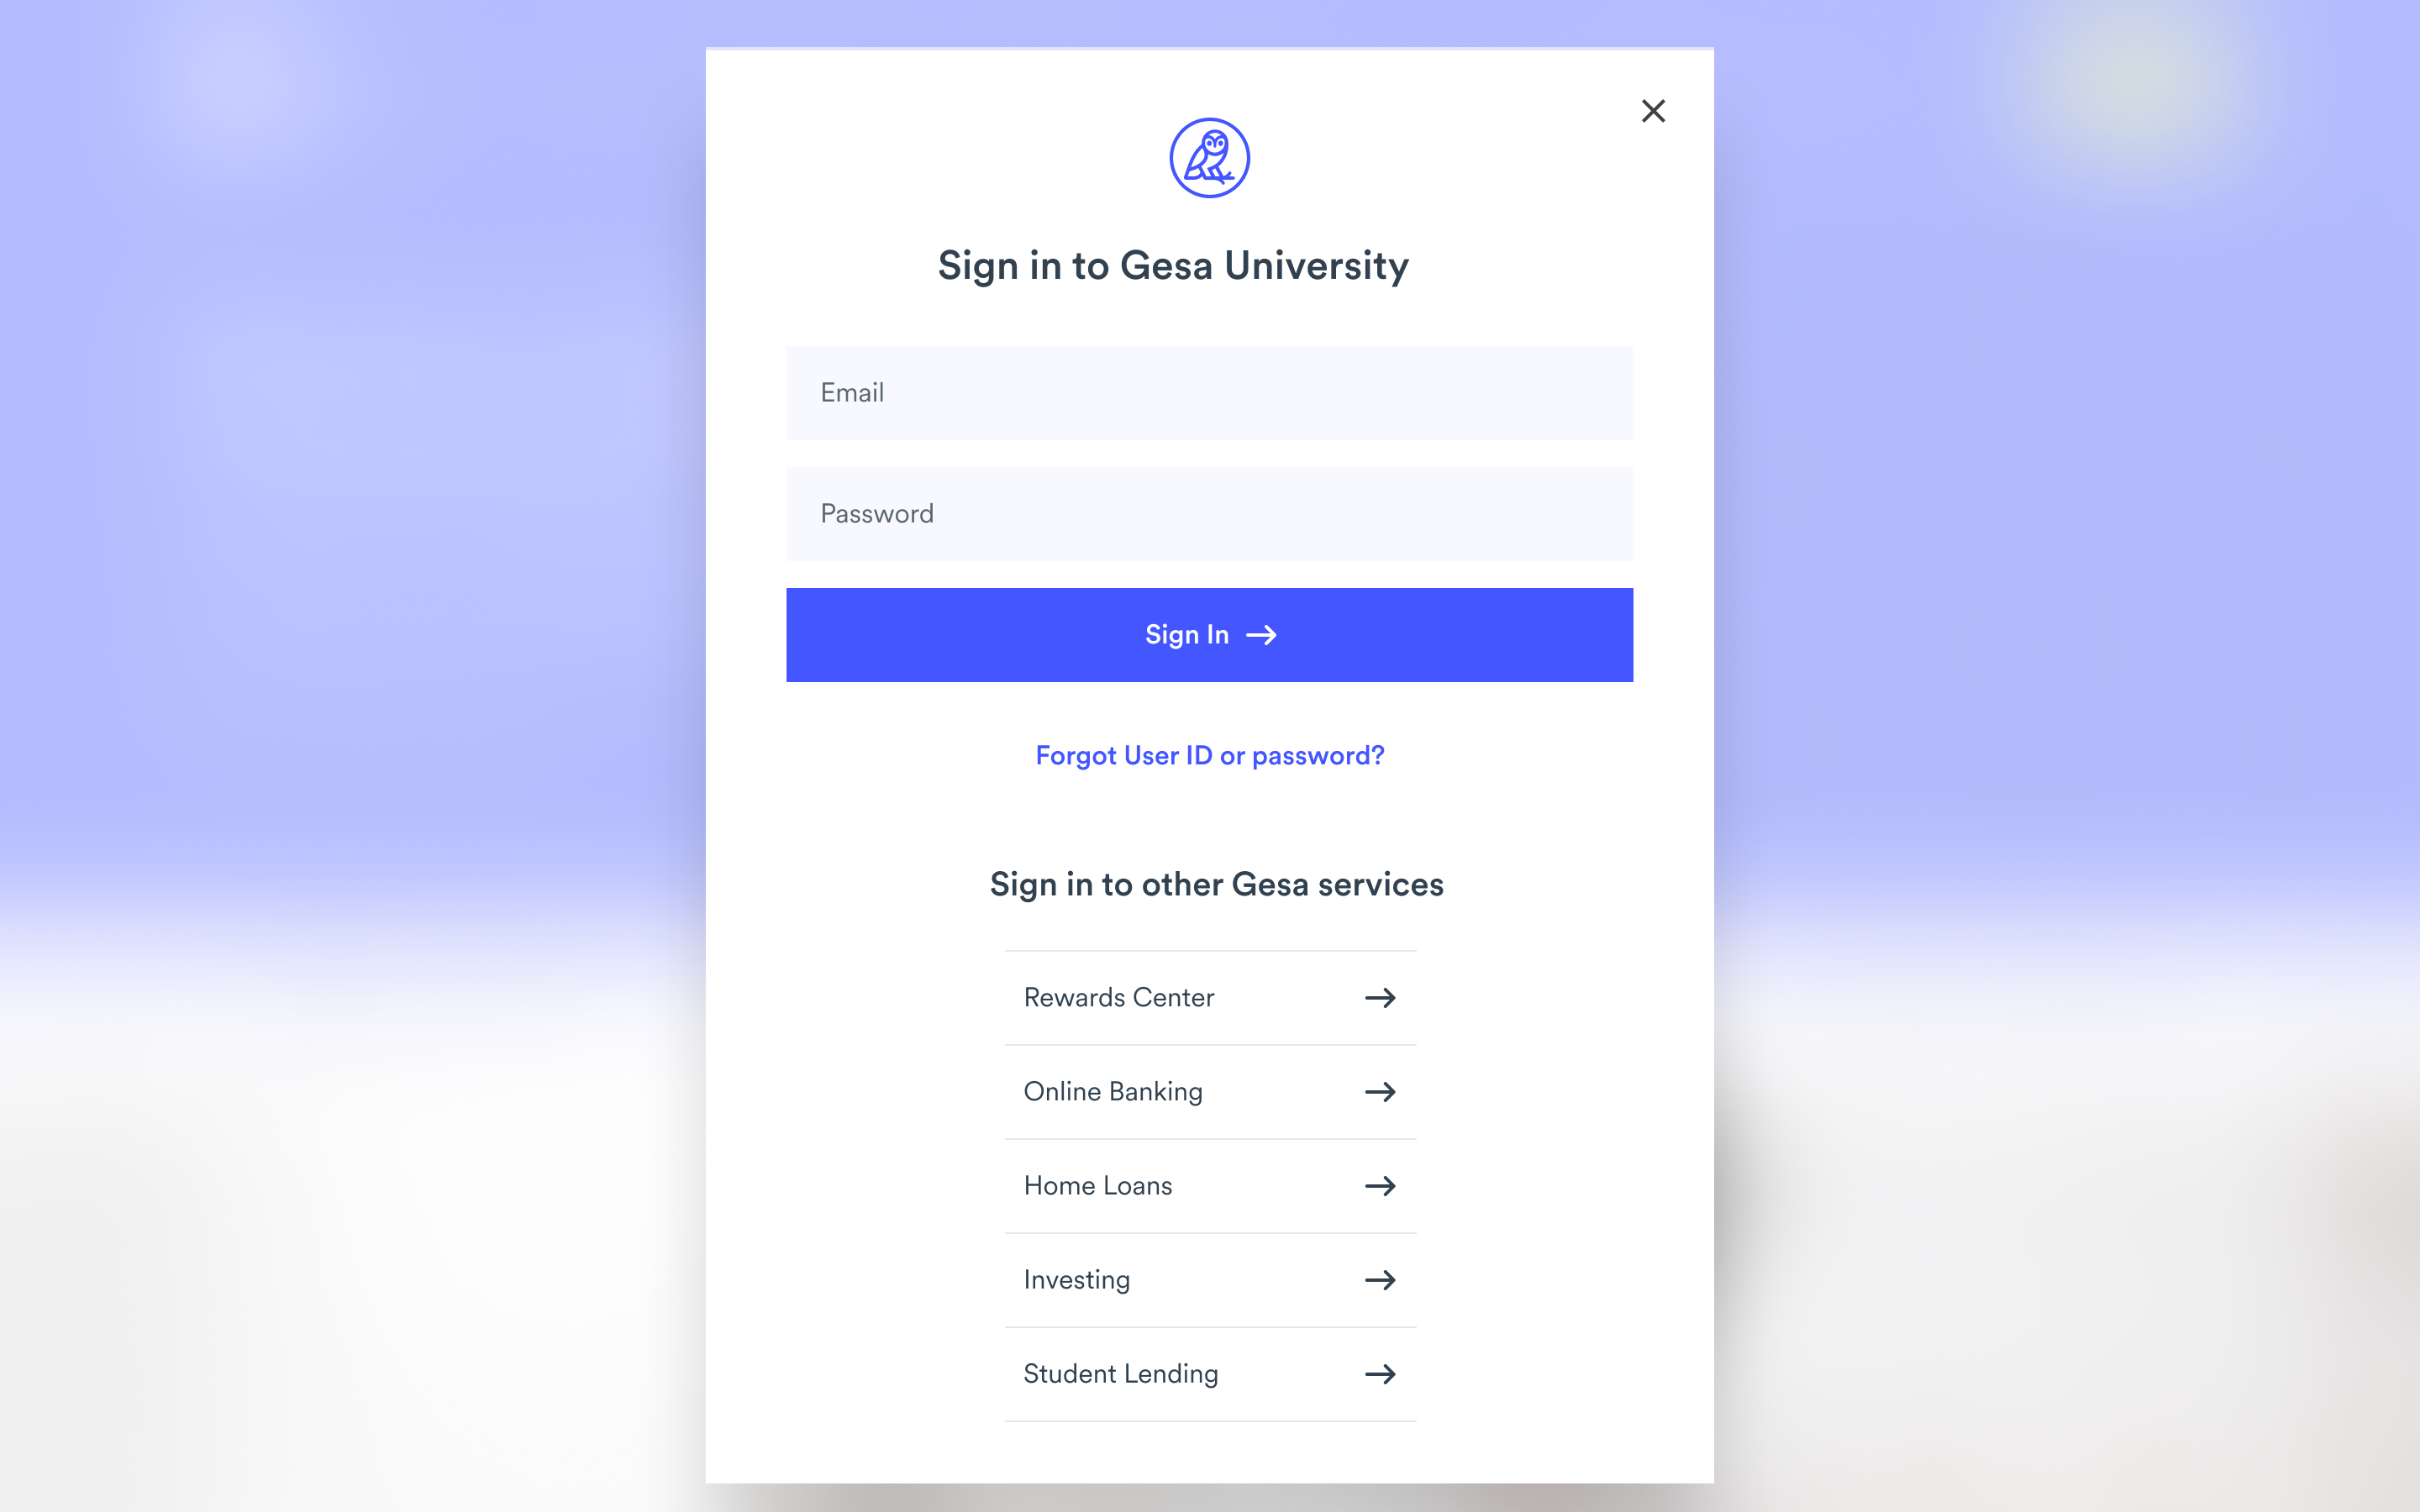 Sign in to Gesa University
Email
Password
Sign In
Forgot User ID or password?
Sign in to other Gesa services
Rewards Center
Online Banking
Home Loans
Investing
Student Lending